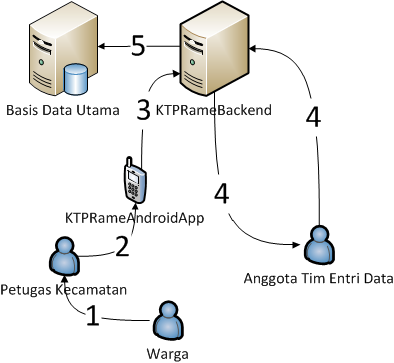 5
Basis Data Utama
KTPRameBackend
3
4
4
KTPRameAndroidApp
2
Petugas Kecamatan
Anggota Tim Entri Data
1
Warga